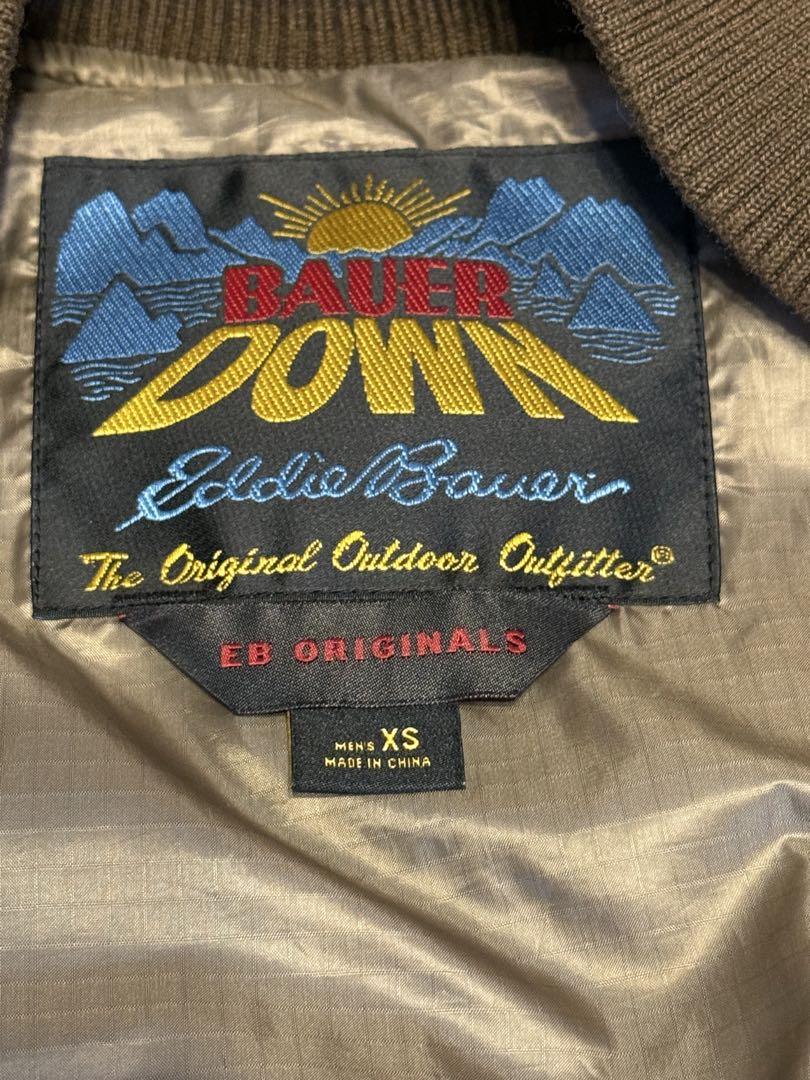 BAUER
DOWN
Eddie Bauer
The Original Outdoor Outfitter®
EB ORIGINALS
MEN'S XS
MADE IN CHINA